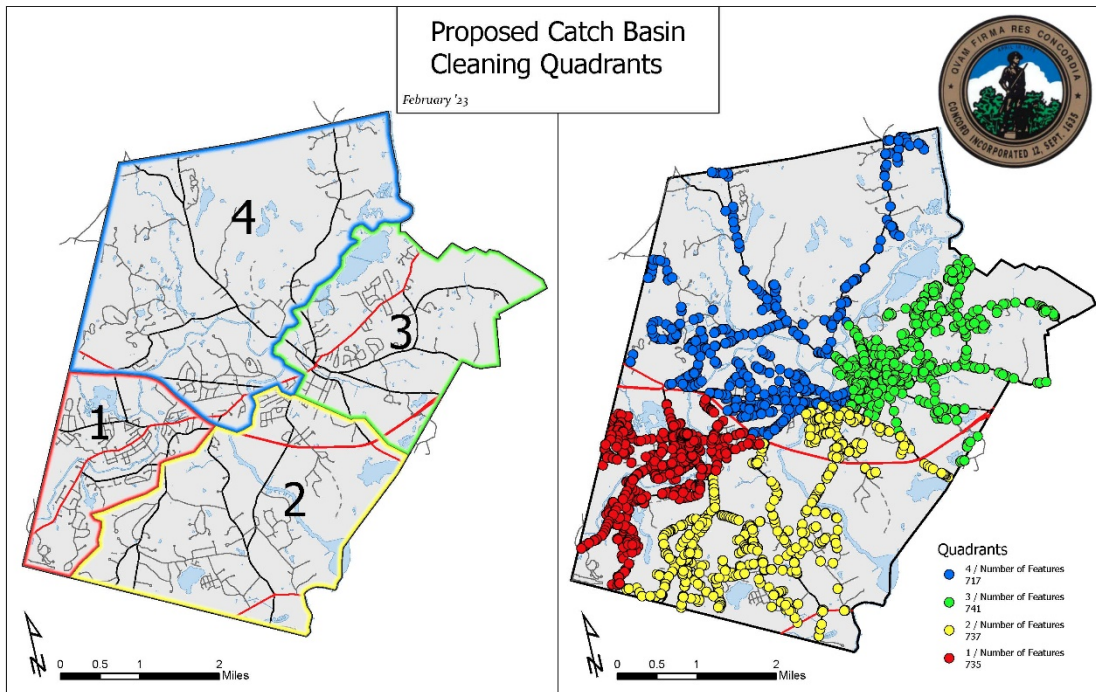 Proposed Catch Basin
Cleaning Quadrants
February '23
QVAM FIRMA RES CONCORDIA
CONCORD INCORPORATED 12, SEPT. 1635
4
3
1
2
N
0 0.5 1 2
Miles
N
0 0.5 1 2
Miles
Quadrants
4 / Number of Features
717
3 / Number of Features
741
2 / Number of Features
737
1 / Number of Features
735